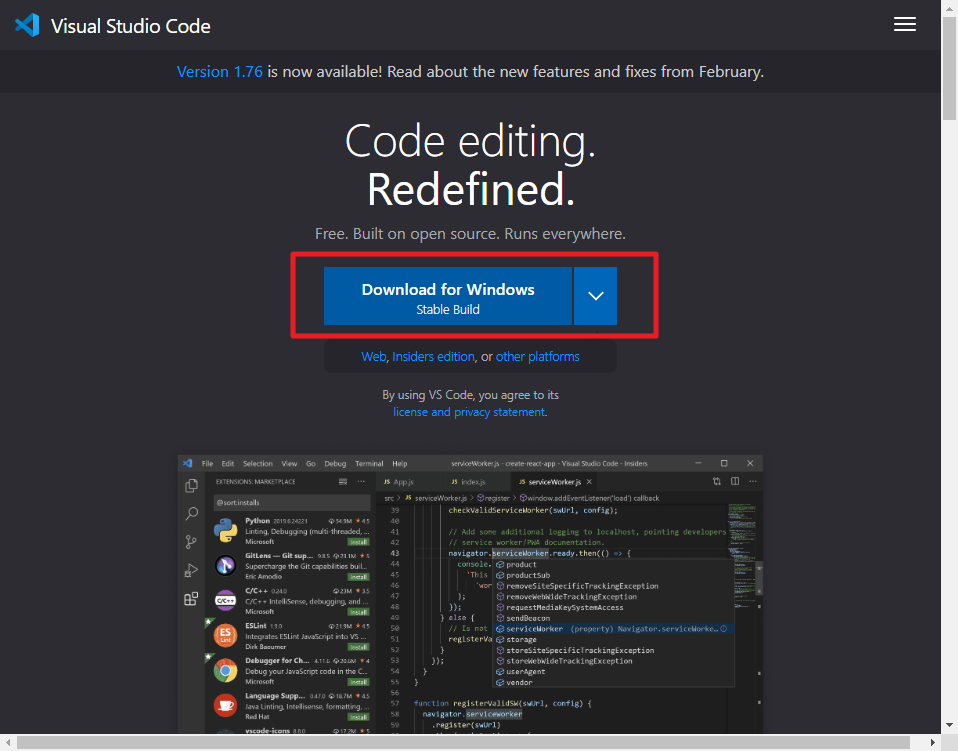 Visual Studio Code
Version 1.76 is now available! Read about the new features and fixes from February.
Code editing.
Redefined.
Free. Built on open source. Runs everywhere.
Download for Windows
Stable Build
Web, Insiders edition, or other platforms
By using VS Code, you agree to its
license and privacy statement.
File Edit Selection View Go Debug Terminal Help serviceWorker.js - create-react-app - Visual Studio Code - Insiders
EXTENSIONS: MARKETPLACE
@sort:installs
Python 2019.6.24221 54.9M 4.5
Linting, Debugging (multi-threaded, ...
Microsoft Install
GitLens — Git sup... 9.8.5 23.1M 5
Supercharge the Git capabilities buil...
Eric Amodio Install
C/C++ 0.24.0 23M 3.5
C/C++ IntelliSense, debugging, and ...
Microsoft Install
ESLint 1.9.0 21.9M 4.5
Integrates ESLint JavaScript into VS ...
Dirk Baeumer Install
Debugger for Ch... 4.11.6 20.6M 4
Debug your JavaScript code in the C...
Microsoft Install
Language Supp... 0.47.0 18.7M 4.5
Java Linting, Intellisense, formatting, ...
Red Hat Install
vscode-icons 8.8.0 17.2M 5
JS App.js JS index.js JS serviceWorker.js
src > JS serviceWorker.js > register > window.addEventListener('load') callback
39 checkValidServiceWorker(swUrl, config);
40
41 // Add some additional logging to localhost, pointing developers
42 // service worker/PWA documentation.
43 navigator.serviceWorker.ready.then(() => {
44 console.
45 'This
46 'wor
47 );
48 });
49 } else {
50 // Is not
51 registerVa
52 }
53 });
54 }
55 }
56
57 function registerValidSW(swUrl, config) {
58 navigator.serviceworker
59 .register(swUrl)
product
productSub
removeSiteSpecificTrackingException
removeWebWideTrackingException
requestMediaKeySystemAccess
sendBeacon
serviceWorker (property) Navigator.serviceWorke...
storage
storeSiteSpecificTrackingException
storeWebWideTrackingException
userAgent
vendor